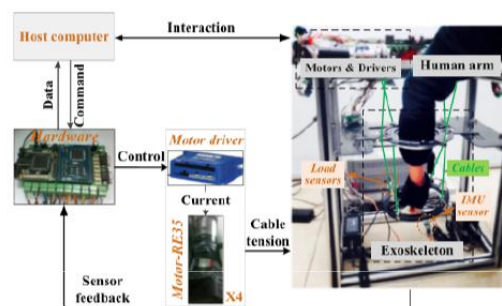 Host computer
Interaction
Motors & Drivers
Human arm
Data
Command
Hardware
Motor driver
Control
Load
sensors
Cables
Current
IMU
sensor
Motor-RE35
Cable
tension
Exoskeleton
Sensor
feedback
X4